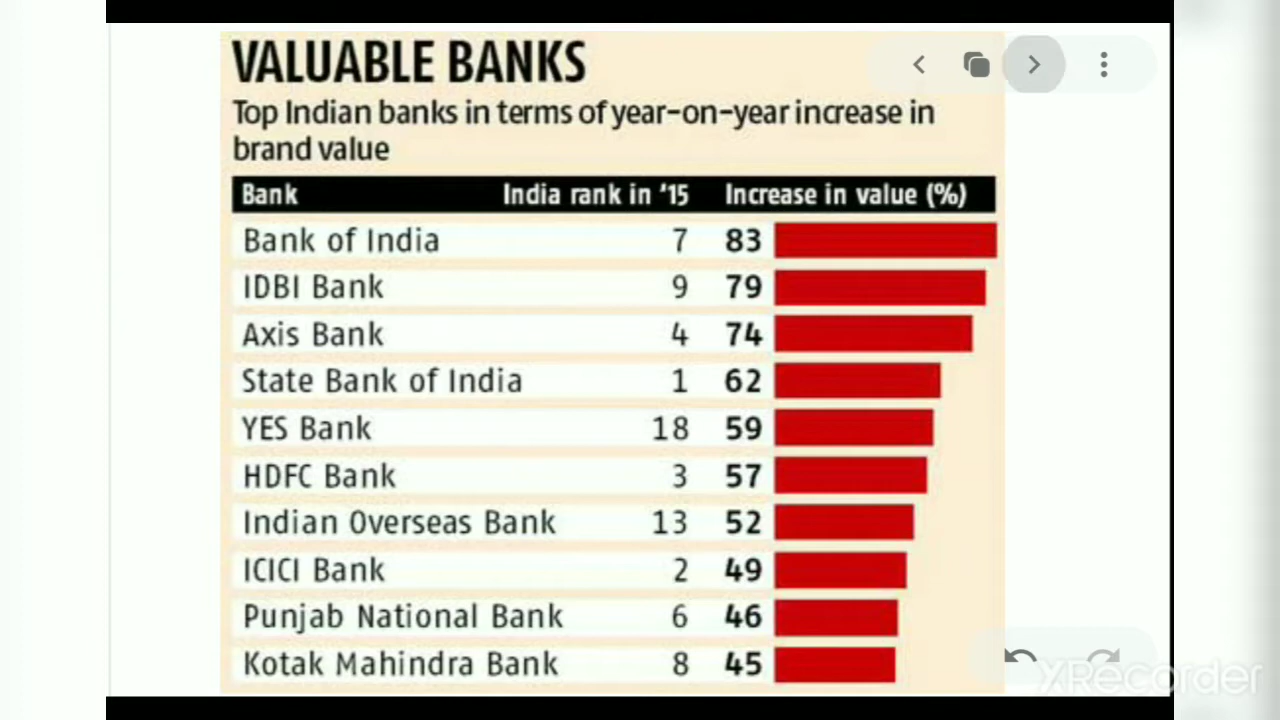 VALUABLE BANKS
Top Indian banks in terms of year-on-year increase in
brand value
Bank India rank in '15 Increase in value (%)
Bank of India 7 83
IDBI Bank 9 79
Axis Bank 4 74
State Bank of India 1 62
YES Bank 18 59
HDFC Bank 3 57
Indian Overseas Bank 13 52
ICICI Bank 2 49
Punjab National Bank 6 46
Kotak Mahindra Bank 8 45
XRecorder